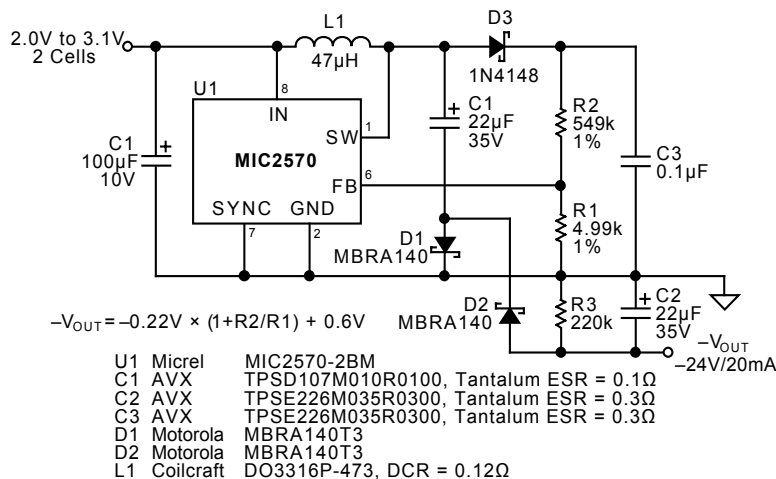 2.0V to 3.1V
2 Cells
L1
47µH
D3
1N4148
U1
8
IN
SW
1
MIC2570
FB
6
SYNC
GND
7
2
C1
100µF
10V
C1
22µF
35V
R2
549k
1%
C3
0.1µF
R1
4.99k
1%
D1
MBRA140
D2
MBRA140
R3
220k
C2
22µF
35V
–VOUT
–24V/20mA
–VOUT = –0.22V × (1+R2/R1) + 0.6V
U1 Micrel MIC2570-2BM
C1 AVX TPSD107M010R0100, Tantalum ESR = 0.1Ω
C2 AVX TPSE226M035R0300, Tantalum ESR = 0.3Ω
C3 AVX TPSE226M035R0300, Tantalum ESR = 0.3Ω
D1 Motorola MBRA140T3
D2 Motorola MBRA140T3
L1 Coilcraft DO3316P-473, DCR = 0.12Ω